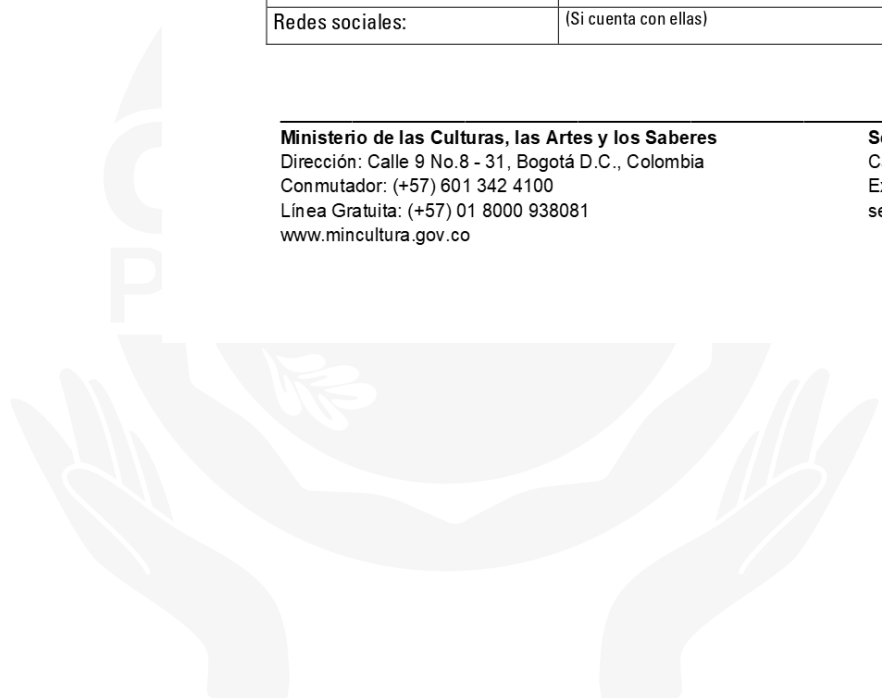 Redes sociales: (Si cuenta con ellas)
Ministerio de las Culturas, las Artes y los Saberes
Dirección: Calle 9 No.8 - 31, Bogotá D.C., Colombia
Conmutador: (+57) 601 342 4100
Línea Gratuita: (+57) 01 8000 938081
www.mincultura.gov.co